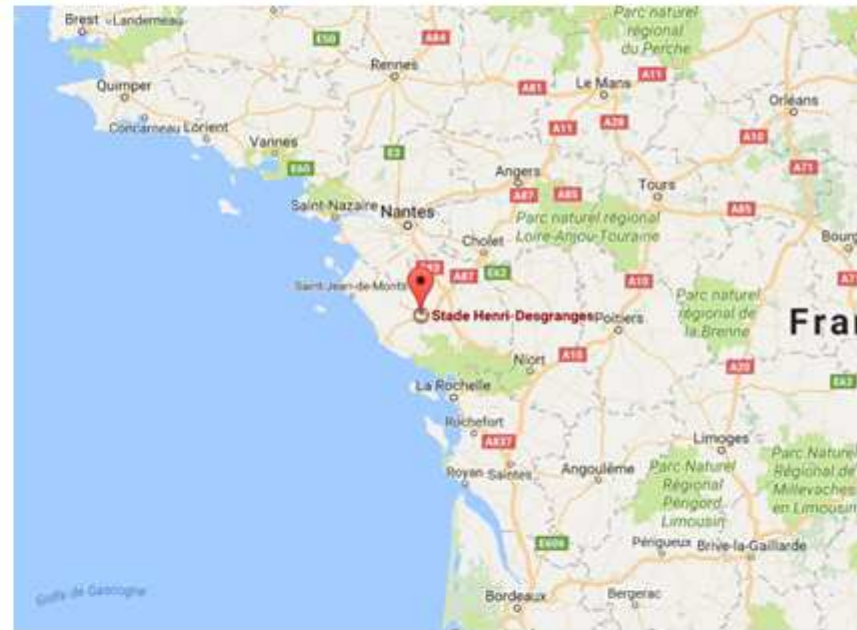 Brest
Landerneau
Parc naturel
régional
du Perche
E50
A84
Rennes
A11
Quimper
A81
Le Mans
Orléans
Concarneau
Lorient
A11
A28
A10
Vannes
E3
E60
Angers
A71
A87
A85
Tours
Saint-Nazaire
Nantes
Parc naturel régional
Loire-Anjou-Touraine
A85
Cholet
Bourg
A83
A87
E62
A10
A71
Saint-Jean-de-Monts
Parc naturel
régional de
la Brenne
Stade Henri-Desgranges
Poitiers
Fran
Niort
A10
A20
La Rochelle
E62
Rochefort
A837
Limoges
Royan
Saintes
Angoulême
Parc Naturel
Régional
Périgord
Limousin
Parc Naturel
Régional de
Millevaches
en Limousin
E606
Périgueux
Brive-la-Gaillarde
Golfe de Gascogne
Bordeaux
Bergerac